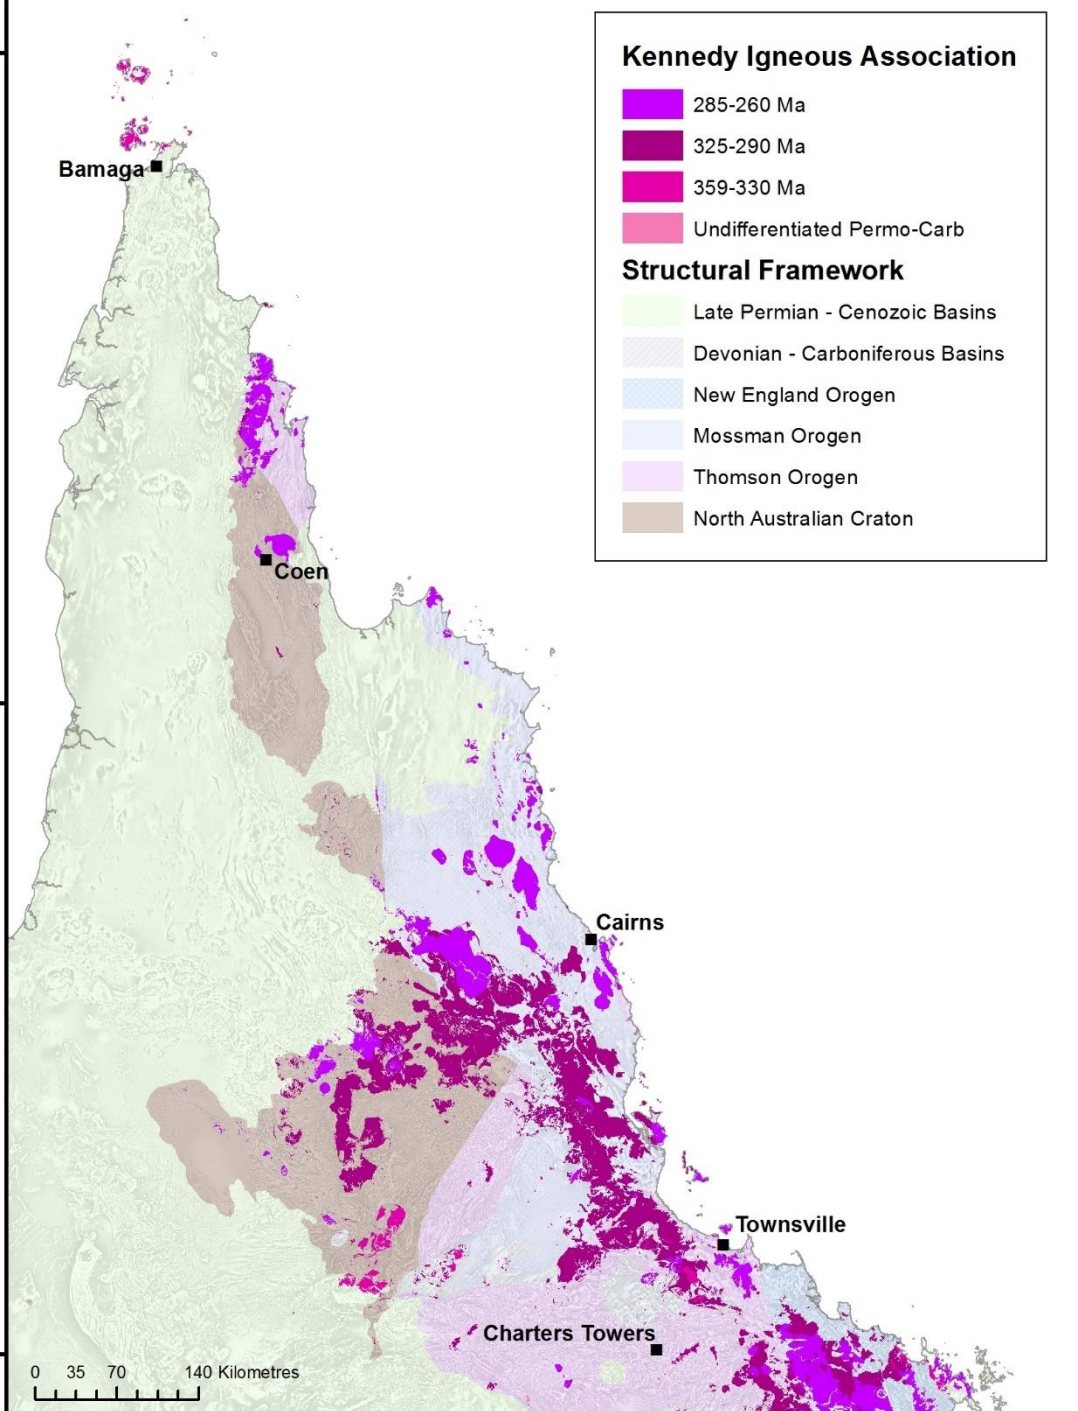 Kennedy Igneous Association
285-260 Ma
325-290 Ma
359-330 Ma
Undifferentiated Permo-Carb
Structural Framework
Late Permian - Cenozoic Basins
Devonian - Carboniferous Basins
New England Orogen
Mossman Orogen
Thomson Orogen
North Australian Craton
Bamaga
Coen
Cairns
Townsville
Charters Towers
0 35 70 140 Kilometres